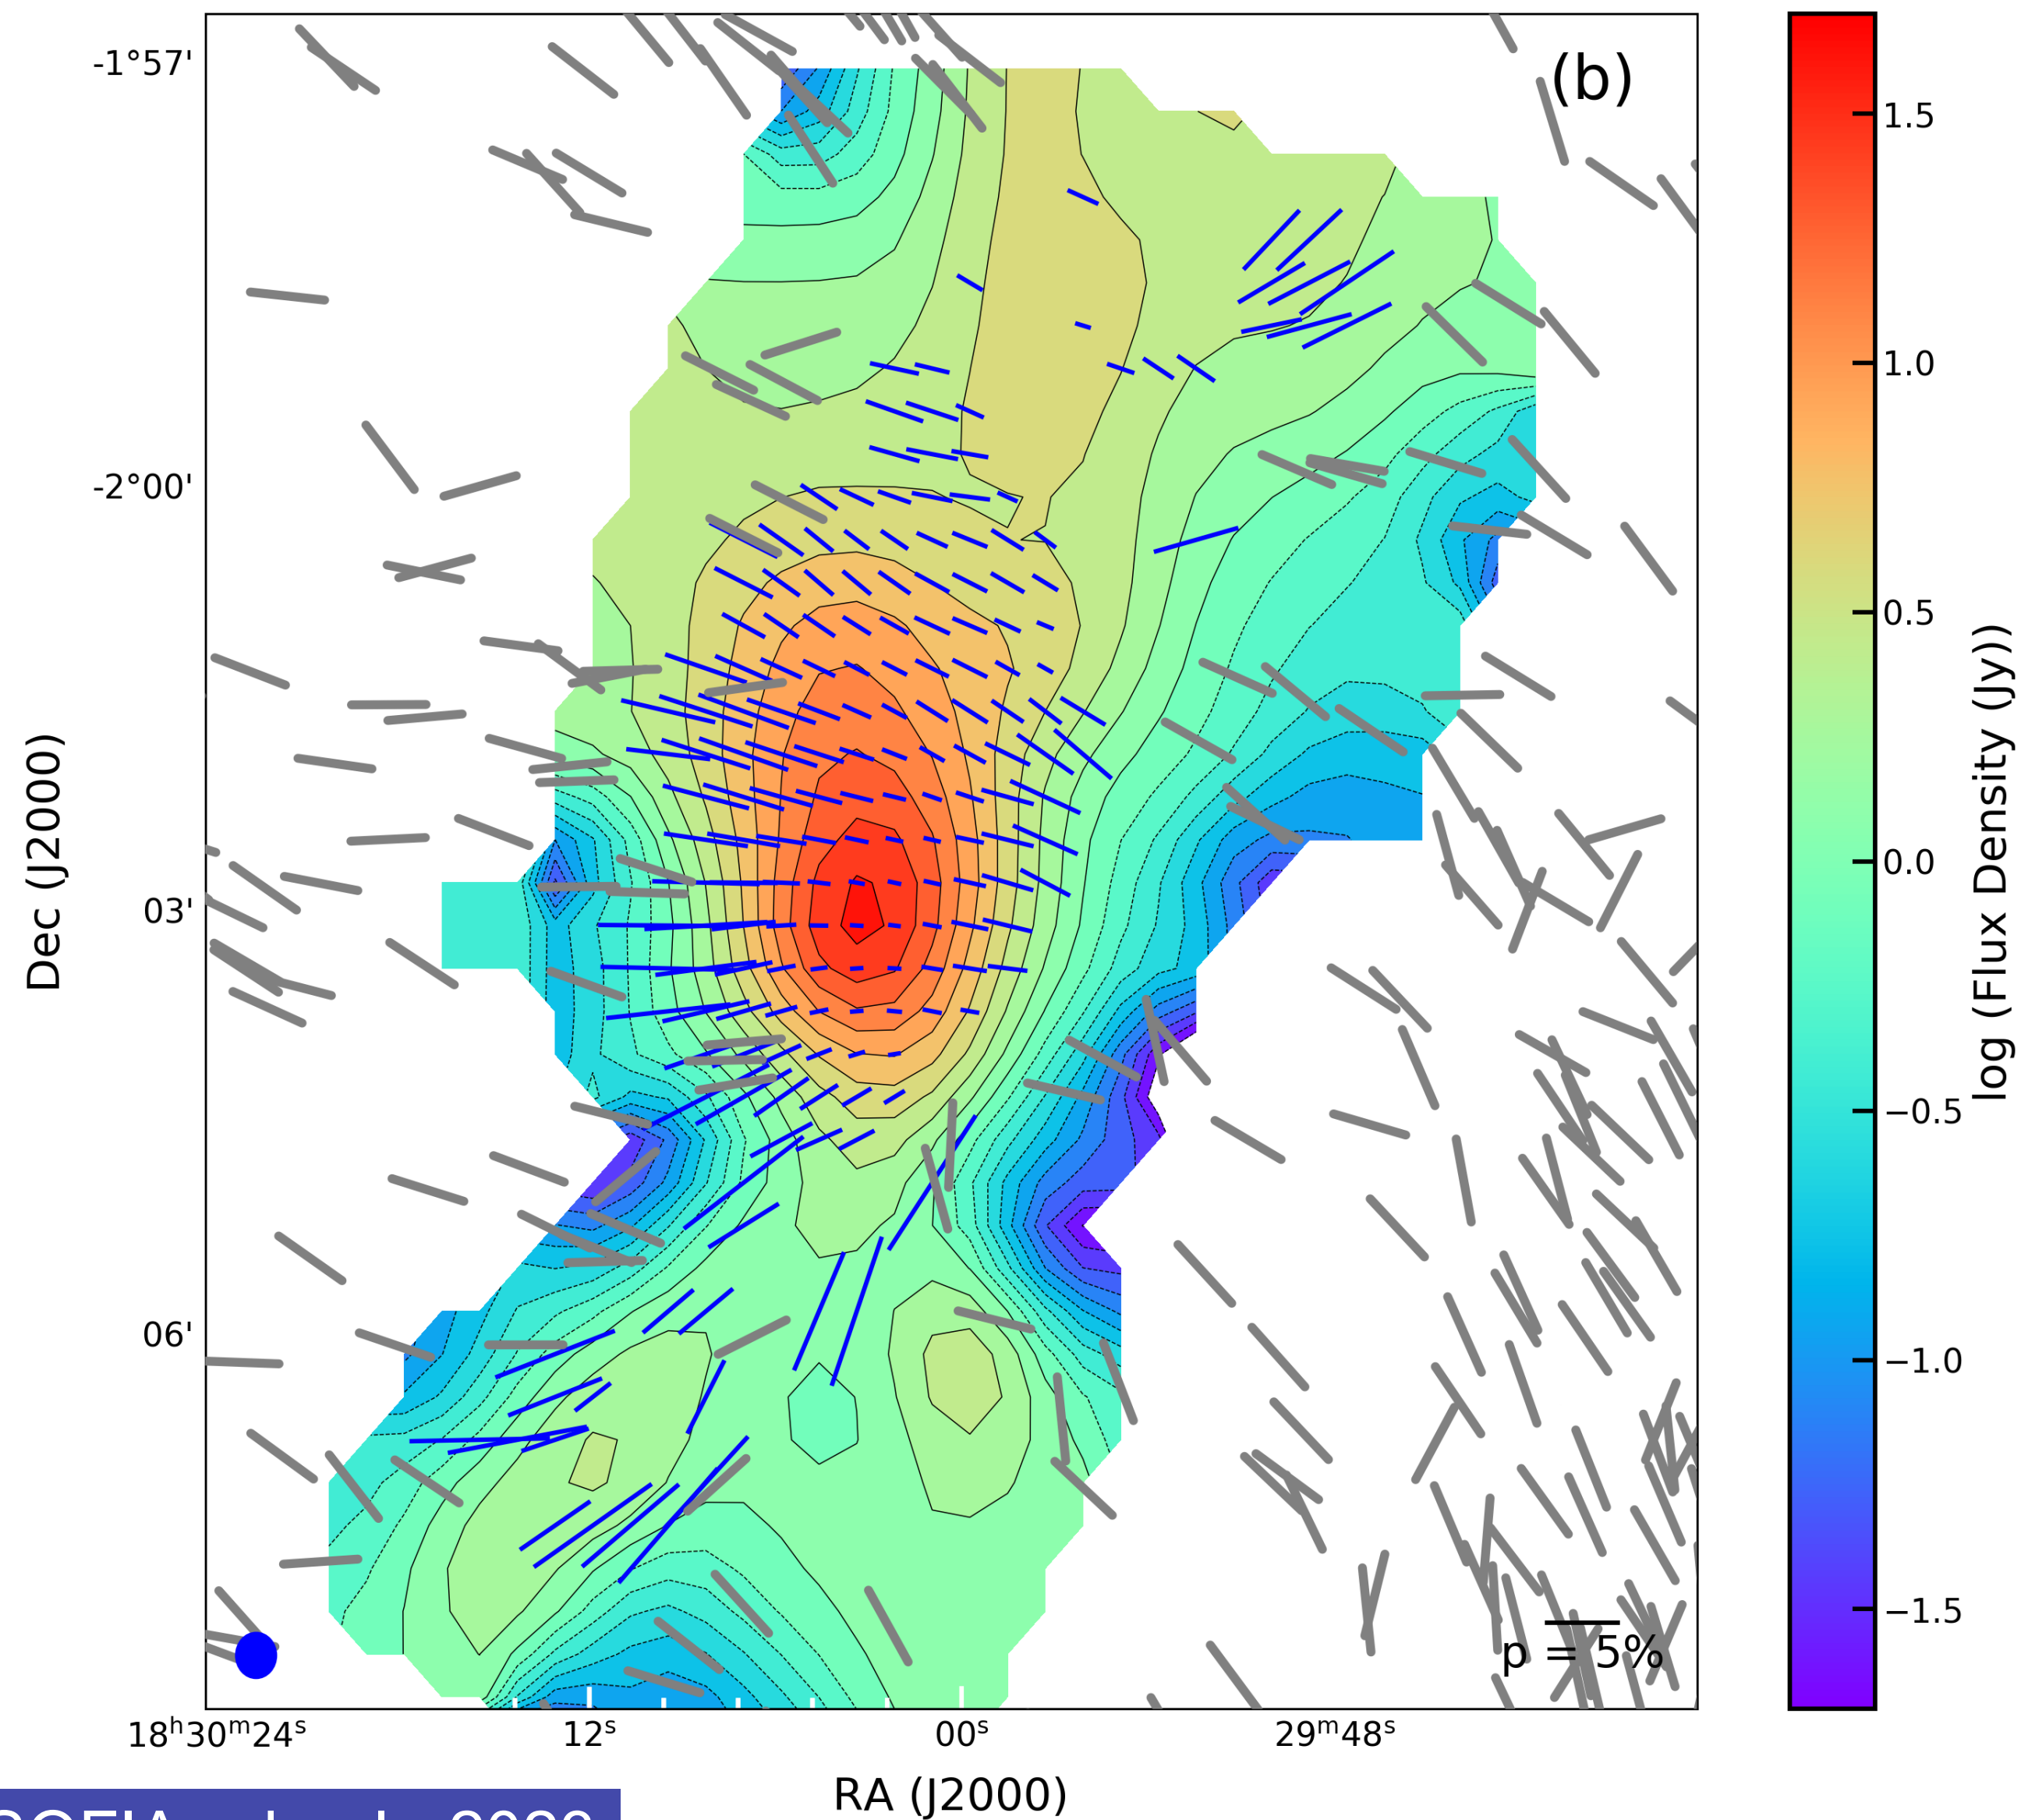 (b)
-1°57'
-2°00'
03'
06'
Dec (J2000)
18ʰ30ᵐ24ˢ
12ˢ
00ˢ
29ᵐ48ˢ
RA (J2000)
p = 5%
1.5
1.0
0.5
0.0
−0.5
−1.0
−1.5
log (Flux Density (Jy))